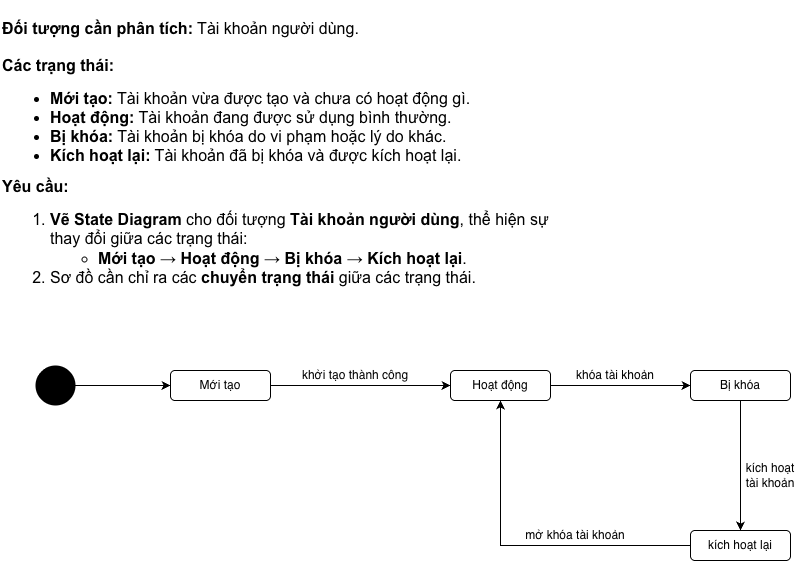 Đối tượng cần phân tích: Tài khoản người dùng.
Các trạng thái:
• Mới tạo: Tài khoản vừa được tạo và chưa có hoạt động gì.
• Hoạt động: Tài khoản đang được sử dụng bình thường.
• Bị khóa: Tài khoản bị khóa do vi phạm hoặc lý do khác.
• Kích hoạt lại: Tài khoản đã bị khóa và được kích hoạt lại.
Yêu cầu:
1. Vẽ State Diagram cho đối tượng Tài khoản người dùng, thể hiện sự
thay đổi giữa các trạng thái:
◦ Mới tạo → Hoạt động → Bị khóa → Kích hoạt lại.
2. Sơ đồ cần chỉ ra các chuyển trạng thái giữa các trạng thái.
Mới tạo
khởi tạo thành công
Hoạt động
khóa tài khoản
Bị khóa
kích hoạt
tài khoản
mở khóa tài khoản
kích hoạt lại